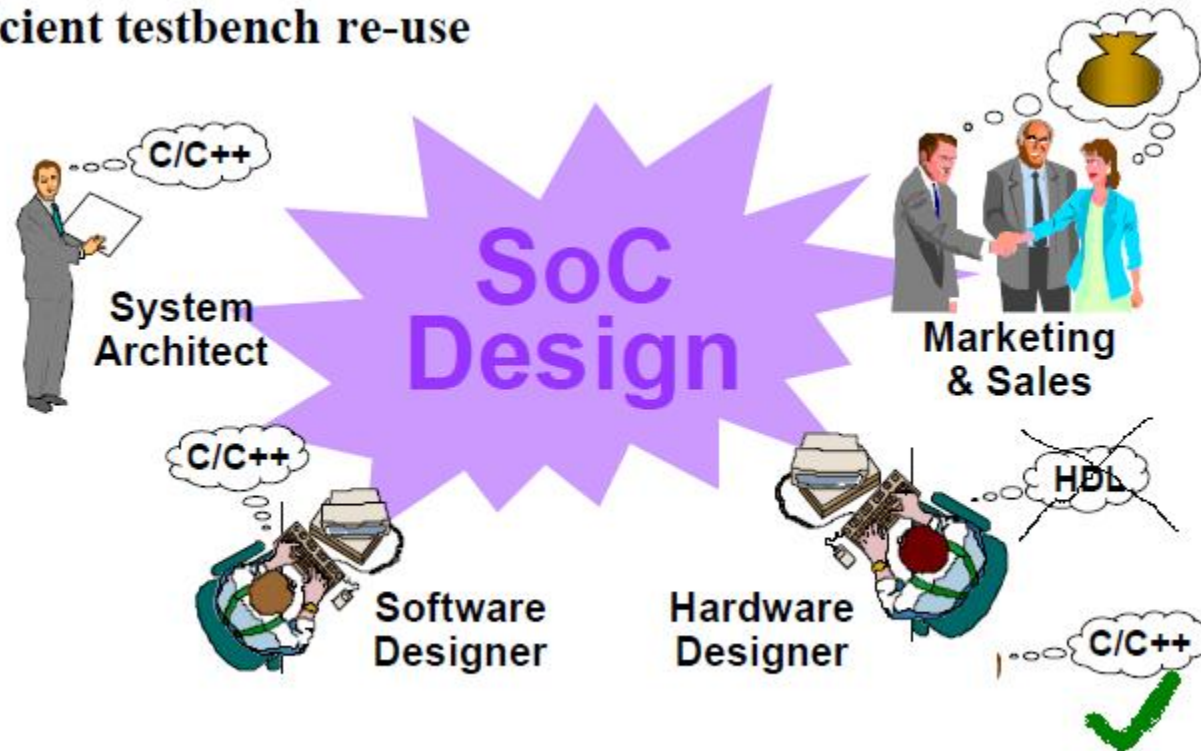 cient testbench re-use
C/C++
SoC
Design
System
Architect
Marketing
& Sales
C/C++
HDL
Software
Designer
Hardware
Designer
C/C++